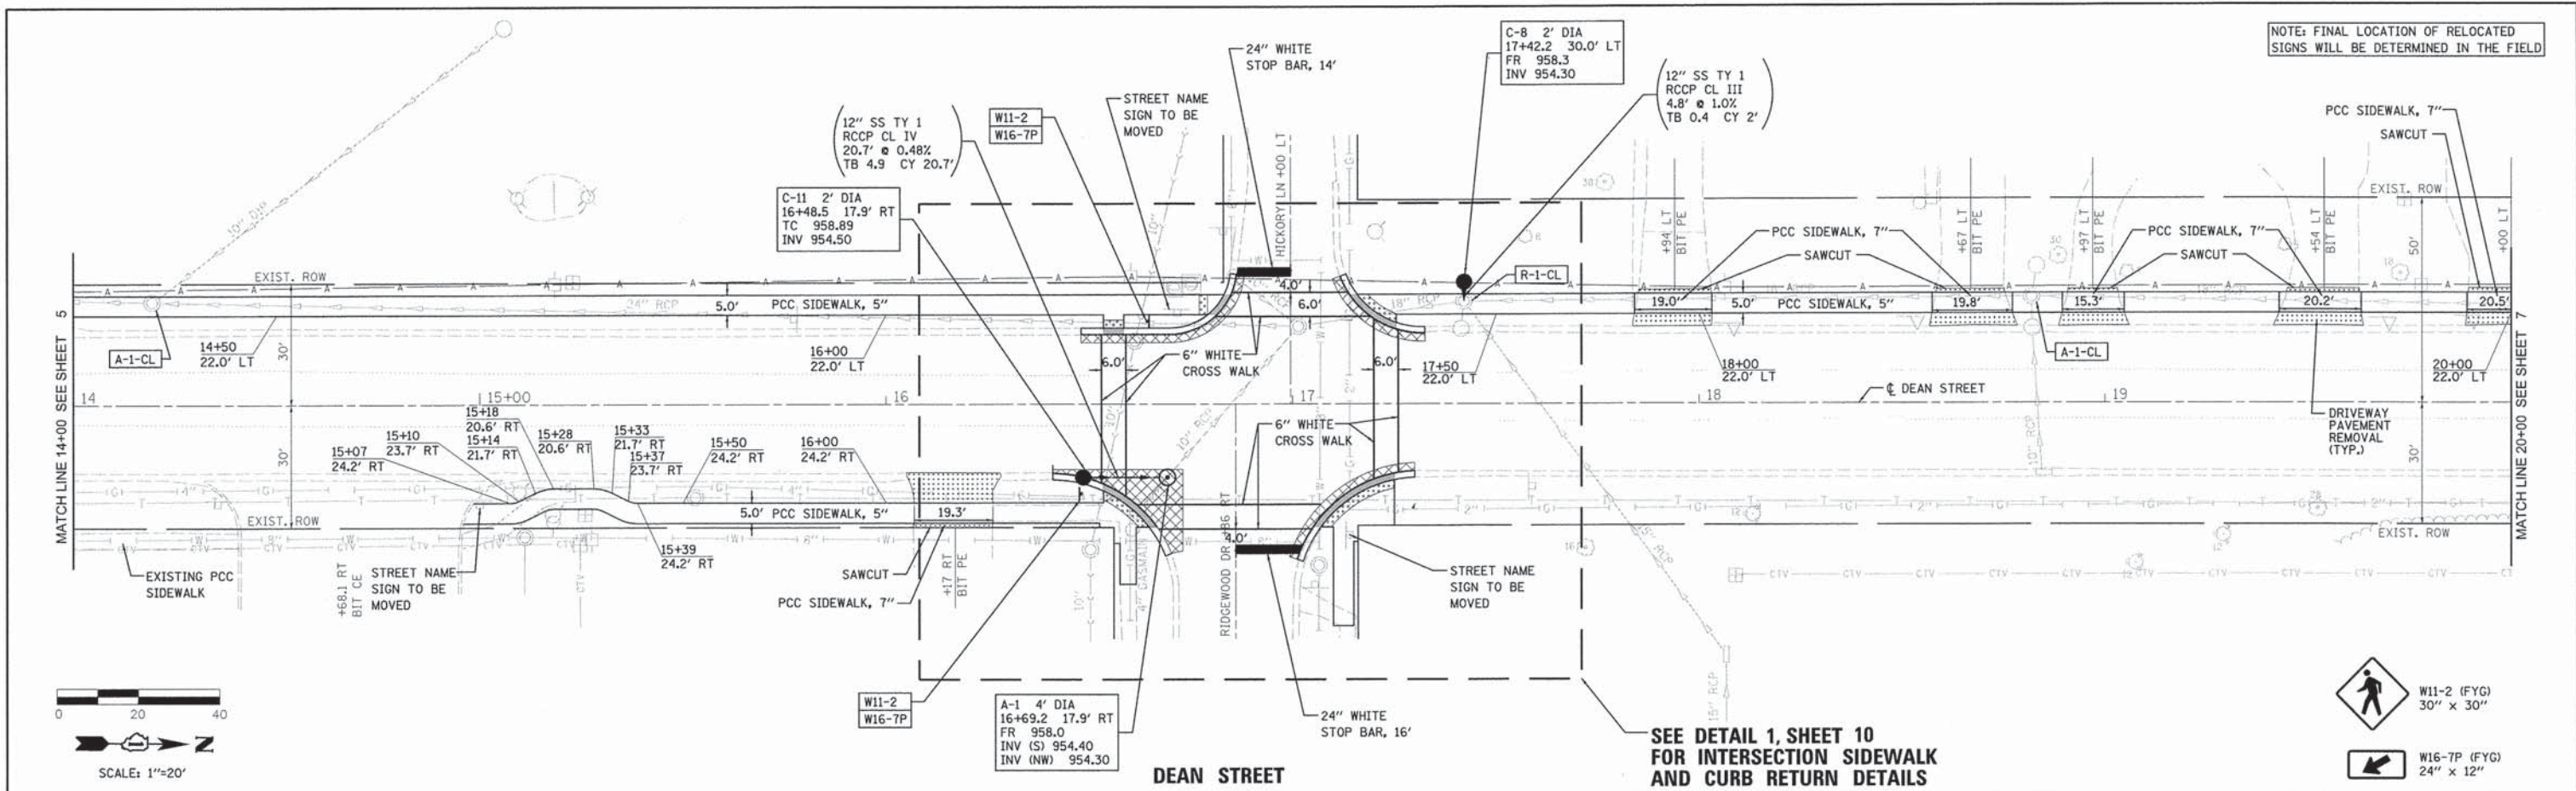 NOTE: FINAL LOCATION OF RELOCATED
SIGNS WILL BE DETERMINED IN THE FIELD
C-8 2' DIA
17+42.2 30.0' LT
FR 958.3
INV 954.30
24" WHITE
STOP BAR, 14'
12" SS TY 1
RCCP CL III
4.8' @ 1.0%
TB 0.4 CY 2'
STREET NAME
SIGN TO BE
MOVED
W11-2
W16-7P
12" SS TY 1
RCCP CL IV
20.7' @ 0.48%
TB 4.9 CY 20.7'
C-11 2' DIA
16+48.5 17.9' RT
TC 958.89
INV 954.50
PCC SIDEWALK, 7"
SAWCUT
10" DIP
HICKORY LN +00 LT
10"
+94 LT
BIT PE
+67 LT
BIT PE
+97 LT
BIT PE
+54 LT
BIT PE
+00 LT
EXIST. ROW
50'
PCC SIDEWALK, 7"
SAWCUT
PCC SIDEWALK, 7"
SAWCUT
EXIST. ROW
R-1-CL
4.0'
6.0'
24" RCP
18" RCP
5.0' PCC SIDEWALK, 5"
19.0'
5.0' PCC SIDEWALK, 5"
19.8'
15.3'
20.2'
20.5'
MATCH LINE 14+00 SEE SHEET 5
A-1-CL
14+50
22.0' LT
30'
16+00
22.0' LT
6.0'
6" WHITE
CROSS WALK
6.0'
17+50
22.0' LT
18+00
22.0' LT
A-1-CL
20+00
22.0' LT
MATCH LINE 20+00 SEE SHEET 7
14
15+00
16
17
18
℄ DEAN STREET
19
DRIVEWAY
PAVEMENT
REMOVAL
(TYP.)
15+07
24.2' RT
15+10
23.7' RT
15+18
20.6' RT
15+14
21.7' RT
15+28
20.6' RT
15+33
21.7' RT
15+37
23.7' RT
15+50
24.2' RT
16+00
24.2' RT
6" WHITE
CROSS WALK
10" RCP
10" RCP
30'
30'
EXIST. ROW
5.0' PCC SIDEWALK, 5"
19.3'
15+39
24.2' RT
4.0'
15" RCP
EXIST. ROW
EXISTING PCC
SIDEWALK
+68.1 RT
BIT CE
STREET NAME
SIGN TO BE
MOVED
SAWCUT
PCC SIDEWALK, 7"
+17 RT
BIT PE
10"
4" GASMAIN
RIDGEWOOD DR +86 RT
STREET NAME
SIGN TO BE
MOVED
15" RCP
0 20 40
N
SCALE: 1"=20'
W11-2
W16-7P
A-1 4' DIA
16+69.2 17.9' RT
FR 958.0
INV (S) 954.40
INV (NW) 954.30
24" WHITE
STOP BAR, 16'
DEAN STREET
SEE DETAIL 1, SHEET 10
FOR INTERSECTION SIDEWALK
AND CURB RETURN DETAILS
W11-2 (FYG)
30" x 30"
W16-7P (FYG)
24" x 12"